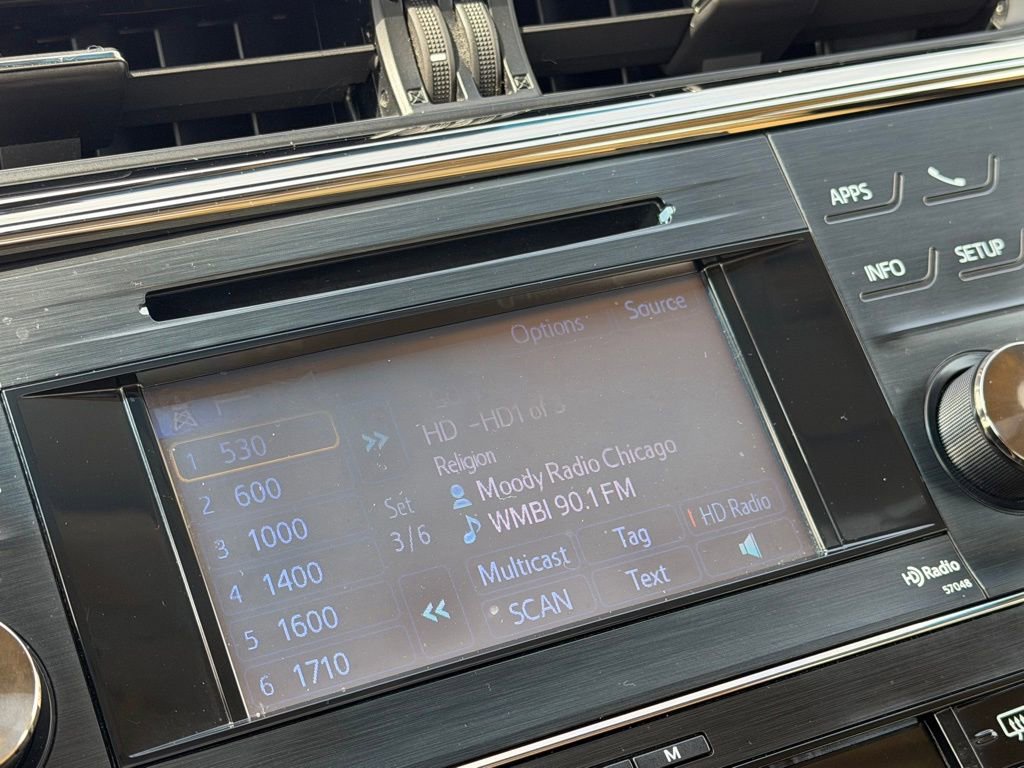 APPS
INFO
SETUP
Options
Source
HD -HD1 of 3
Religion
Moody Radio Chicago
WMBI 90.1 FM
1 530
2 600
3 1000
4 1400
5 1600
6 1710
Set
3/6
Multicast
Tag
HD Radio
SCAN
Text
HD Radio
57048
M